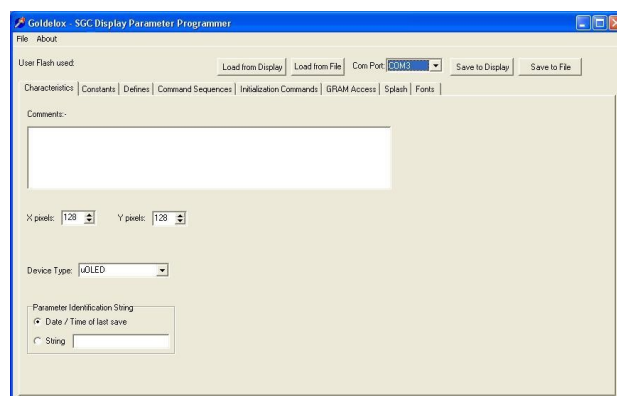 Goldelox - SGC Display Parameter Programmer
File About
User Flash used: Load from Display Load from File Com Port: COM3 Save to Display Save to File
Characteristics Constants Defines Command Sequences Initialization Commands GRAM Access Splash Fonts
Comments:-
X pixels: 128 Y pixels: 128
Device Type: uOLED
Parameter Identification String
Date / Time of last save
String